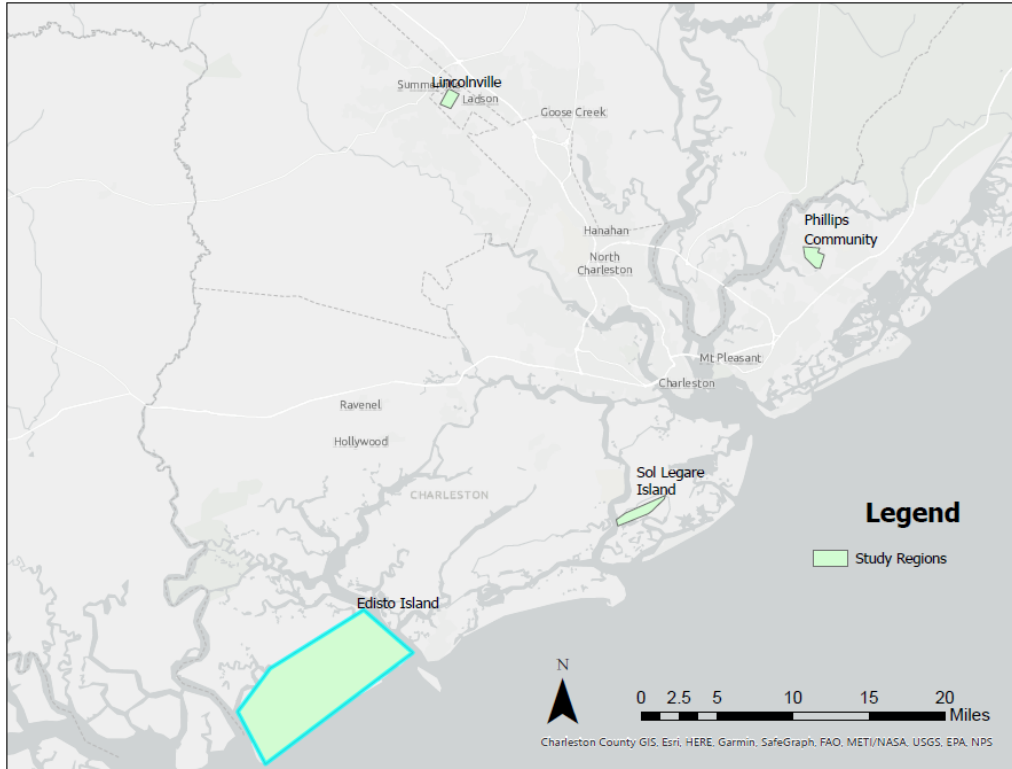 Lincolnville
Summe
Ladson
Goose Creek
Phillips
Community
Hanahan
North
Charleston
Mt Pleasant
Charleston
Ravenel
Hollywood
Sol Legare
Island
CHARLESTON
Legend
Study Regions
Edisto Island
N
0 2.5 5 10 15 20
Miles
Charleston County GIS, Esri, HERE, Garmin, SafeGraph, FAO, METI/NASA, USGS, EPA, NPS